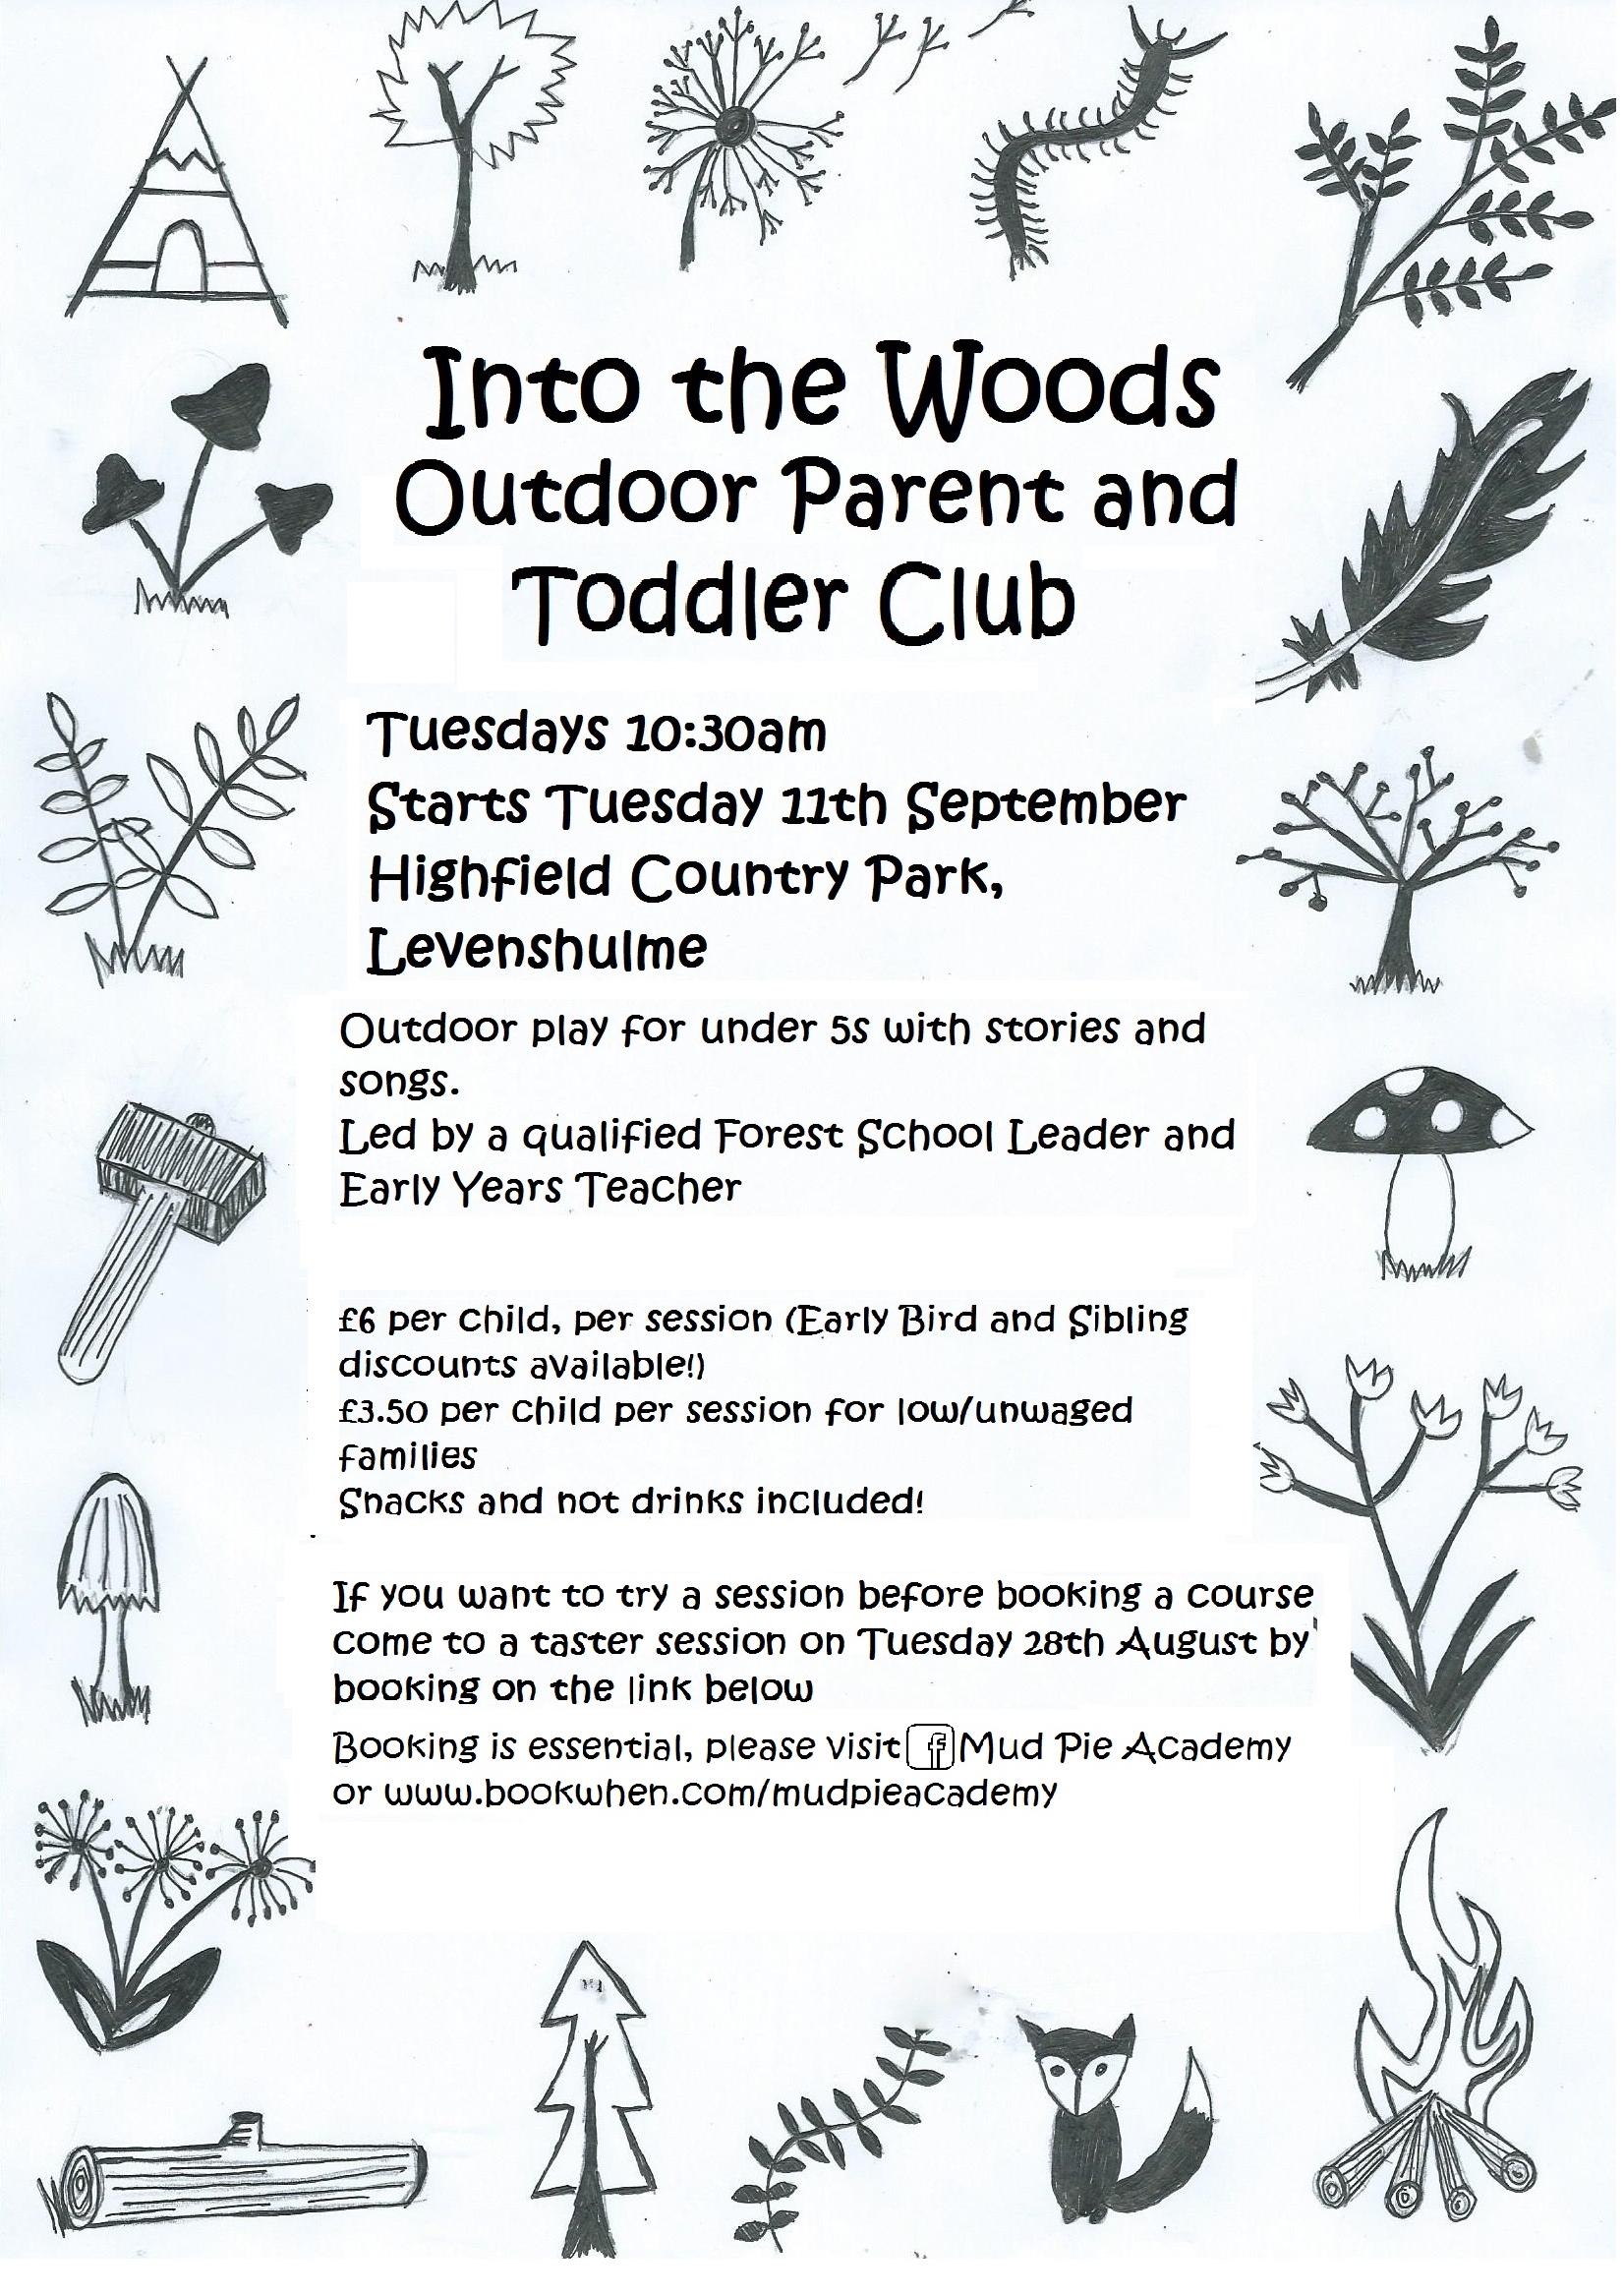 Into the Woods
Outdoor Parent and
Toddler Club
Tuesdays 10:30am
Starts Tuesday 11th September
Highfield Country Park,
Levenshulme
Outdoor play for under 5s with stories and
songs.
Led by a qualified Forest School Leader and
Early Years Teacher
£6 per child, per session (Early Bird and Sibling
discounts available!)
£3.50 per child per session for low/unwaged
families
Snacks and hot drinks included!
If you want to try a session before booking a course
come to a taster session on Tuesday 28th August by
booking on the link below
Booking is essential, please visit f Mud Pie Academy
or www.bookwhen.com/mudpieacademy